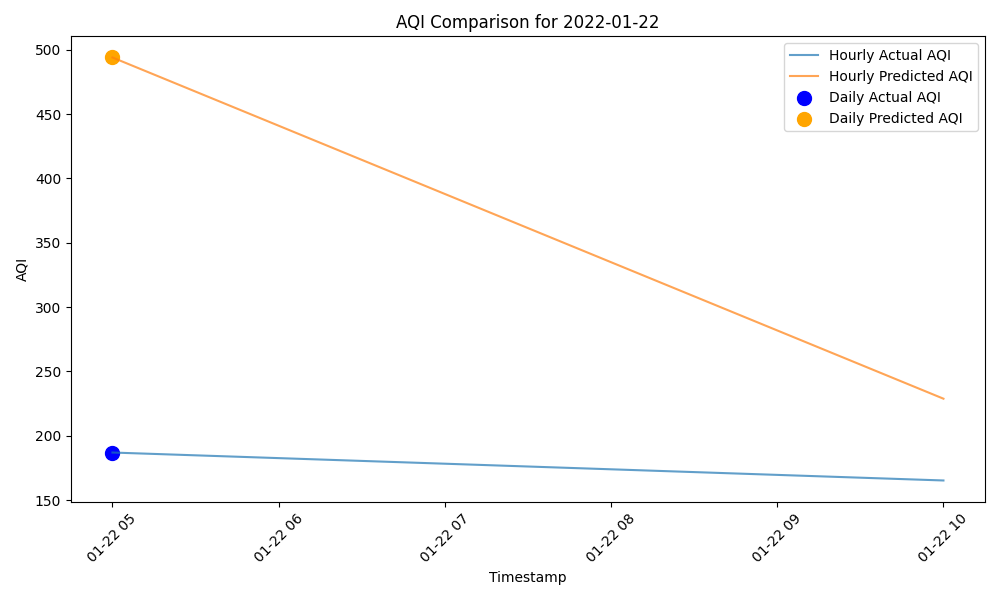 AQI Comparison for 2022-01-22
Hourly Actual AQI
Hourly Predicted AQI
Daily Actual AQI
Daily Predicted AQI
AQI
500
450
400
350
300
250
200
150
01-22 05
01-22 06
01-22 07
01-22 08
01-22 09
01-22 10
Timestamp